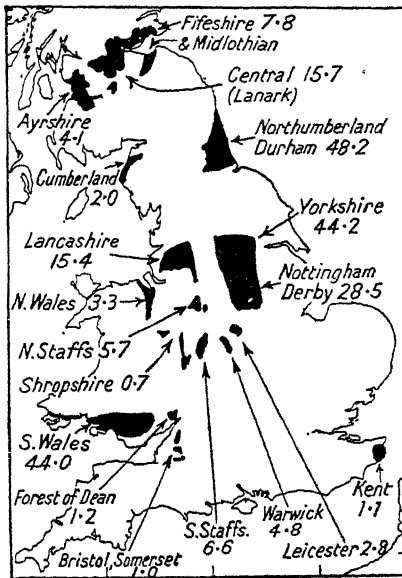 Fifeshire 7·8
& Midlothian
Central 15·7
(Lanark)
Ayrshire
4·1
Northumberland
Durham 48·2
Cumberland
2·0
Yorkshire
44·2
Lancashire
15·4
Nottingham
Derby 28·5
N. Wales 3·3
N. Staffs 5·7
Shropshire 0·7
S. Wales
44·0
Forest of Dean
1·2
Bristol, Somerset
1·0
S. Staffs.
6·6
Warwick
4·8
Leicester 2·8
Kent
1·1